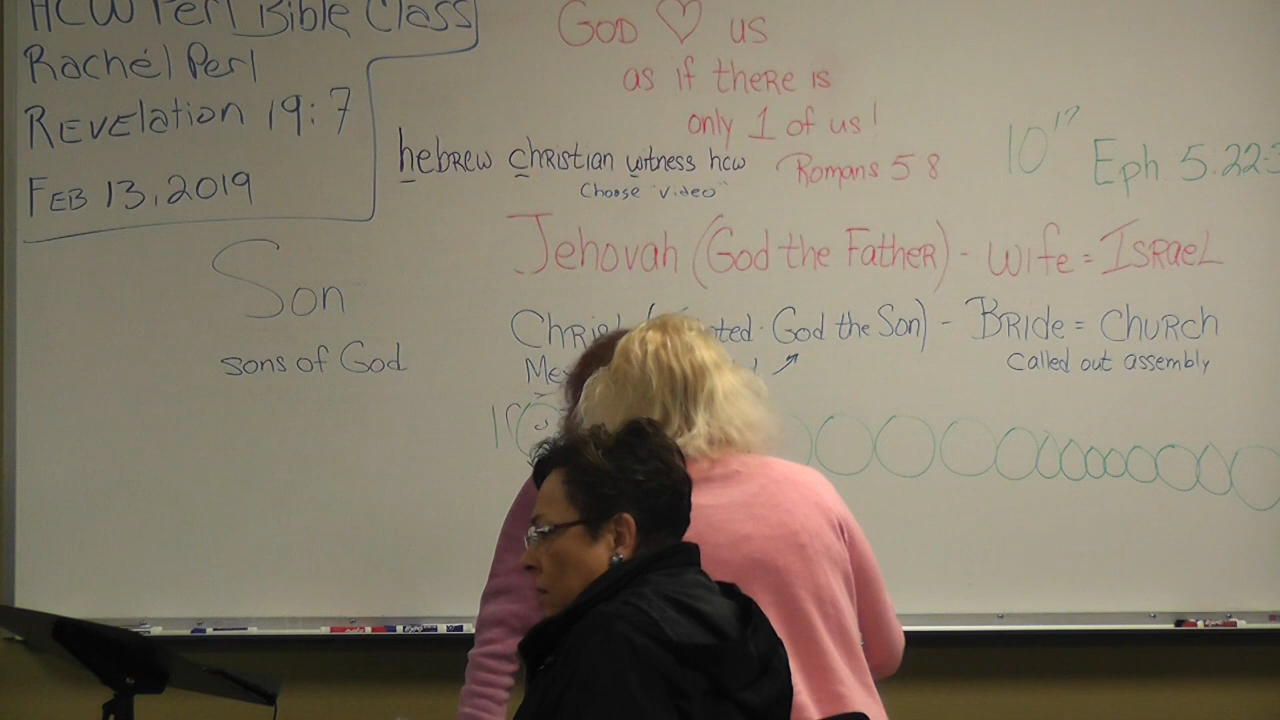 HCW Perl Bible Class
Rachel Perl
Revelation 19:7
Feb 13, 2019
God ♡ us
as if there is
only 1 of us!
Romans 5 8
hebrew christian witness hcw
Choose "video"
10¹⁷
Eph 5:22-3
Jehovah (God the Father) - Wife = Israel
Son
sons of God
God the Son) - Bride = Church
Called out assembly